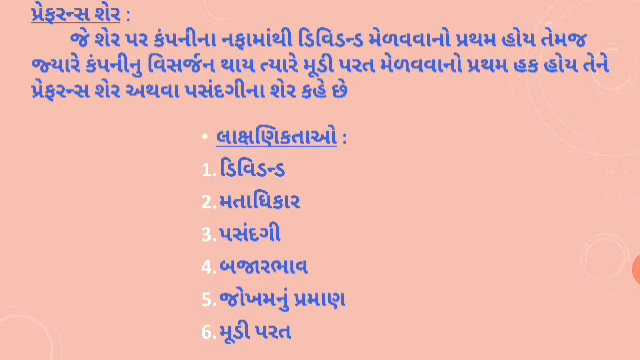 પ્રેફરન્સ શેર :
જે શેર પર કંપનીના નફામાંથી ડિવિડન્ડ મેળવવાનો પ્રથમ હોય તેમજ
જ્યારે કંપનીનુ વિસર્જન થાય ત્યારે મૂડી પરત મેળવવાનો પ્રથમ હક હોય તેને
પ્રેફરન્સ શેર અથવા પસંદગીના શેર કહે છે
• લાક્ષણિકતાઓ :
1. ડિવિડન્ડ
2. મતાધિકાર
3. પસંદગી
4. બજારભાવ
5. જોખમનું પ્રમાણ
6. મૂડી પરત